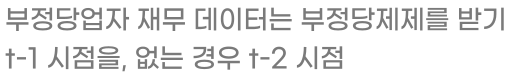 부정당업자 재무 데이터는 부정당제제를 받기
t-1 시점을, 없는 경우 t-2 시점